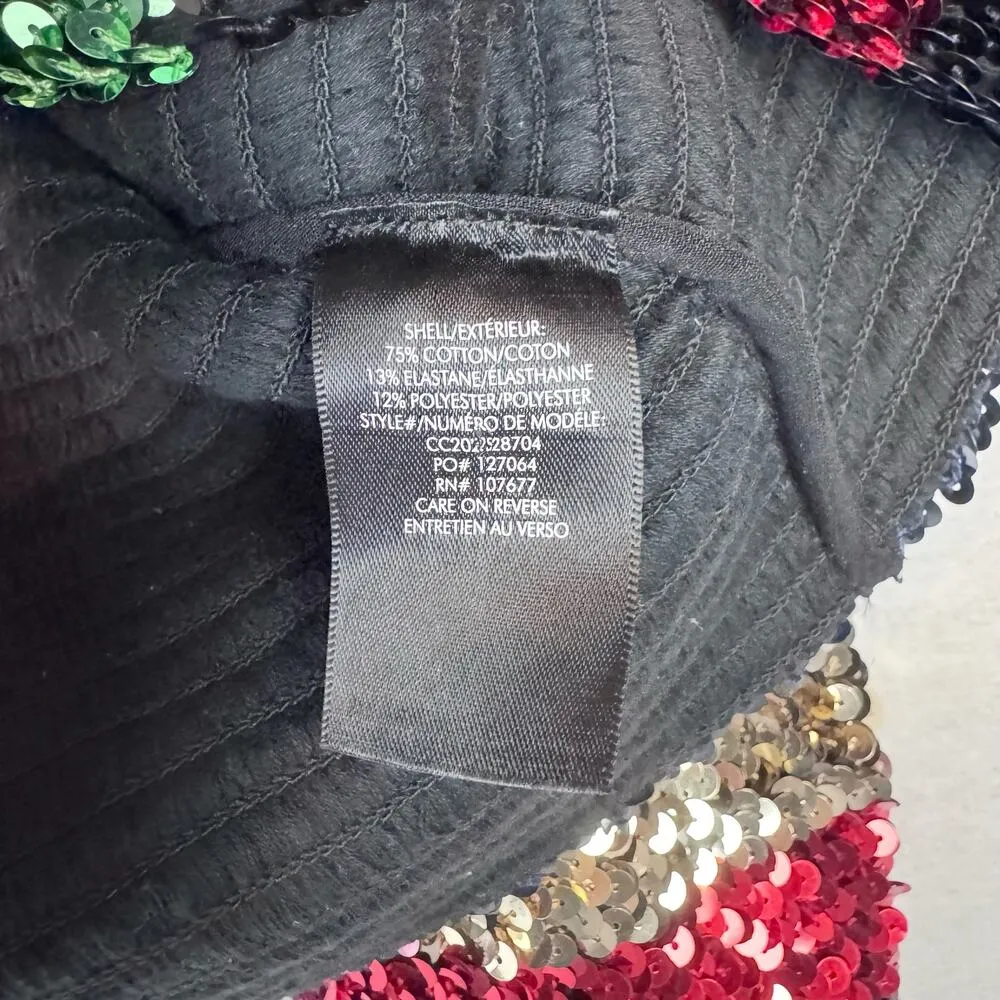 SHELL/EXTÉRIEUR:
75% COTTON/COTON
13% ELASTANE/ÉLASTHANNE
12% POLYESTER/POLYESTER
STYLE#/NUMÉRO DE MODÈLE:
PO# 127064
RN# 107677
CARE ON REVERSE
ENTRETIEN AU VERSO